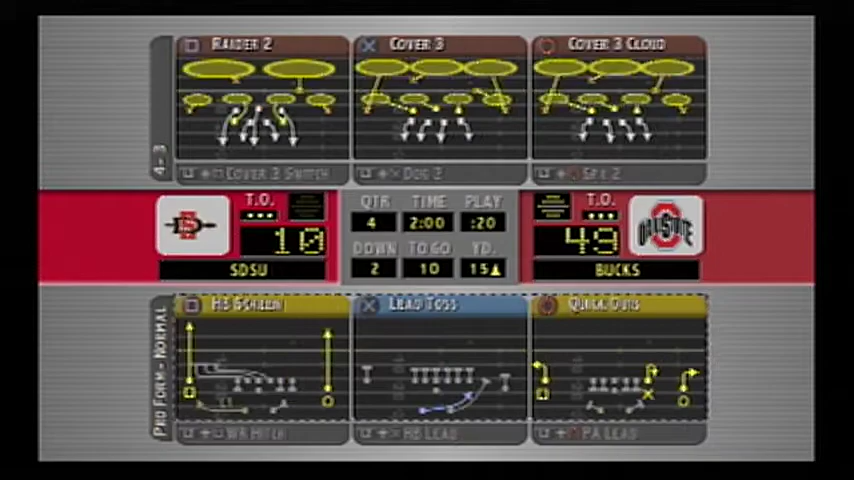 RAIDER 2
COVER 3
COVER 3 CLOUD
4-3
COVER 3 SWITCH
DOG 3
T.O.
10
SDSU
QTR TIME PLAY
4 2:00 :20
DOWN TO GO YD.
2 10 15
T.O.
49
OHIO STATE
BUCKS
HB SCREEN
LEAD TOSS
QUICK OUTS
PRO FORM - NORMAL
WR HITCH
HB LEAD
PA LEAD